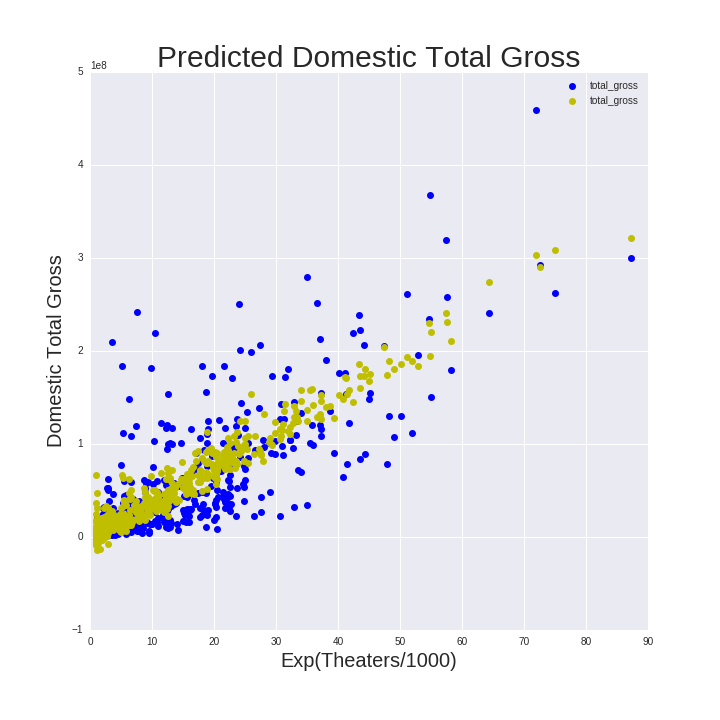 Predicted Domestic Total Gross
1e8
total_gross
total_gross
5
4
3
2
1
0
−1
Domestic Total Gross
0 10 20 30 40 50 60 70 80 90
Exp(Theaters/1000)